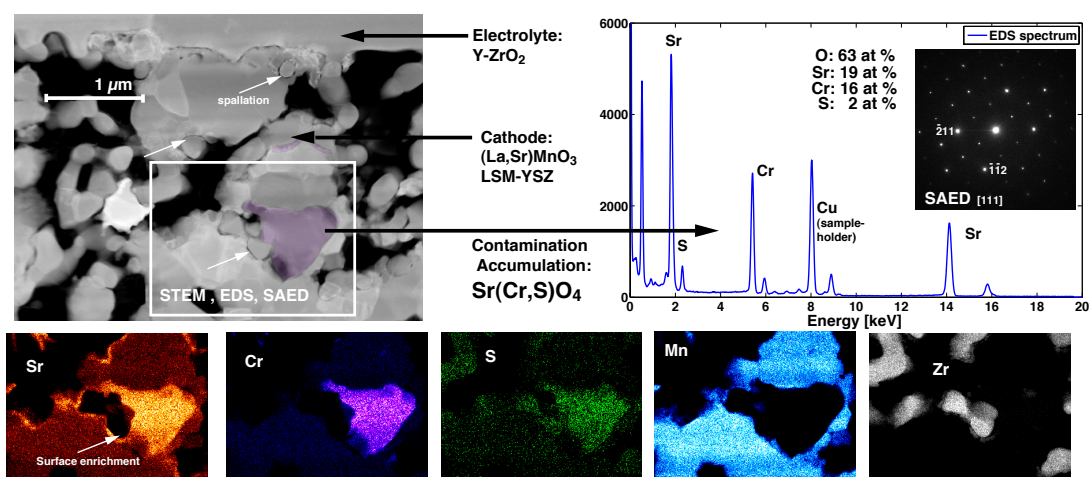 1 µm
spallation
STEM , EDS, SAED
Electrolyte:
Y-ZrO2
Cathode:
(La,Sr)MnO3
LSM-YSZ
Contamination
Accumulation:
Sr(Cr,S)O4
6000
4000
2000
0
0 2 4 6 8 10 12 14 16 18 20
Energy [keV]
EDS spectrum
Sr
S
Cr
Cu
(sample-
holder)
Sr
O: 63 at %
Sr: 19 at %
Cr: 16 at %
S: 2 at %
2̄11
1̄1̄2
SAED [111]
Sr
Surface enrichment
Cr
S
Mn
Zr